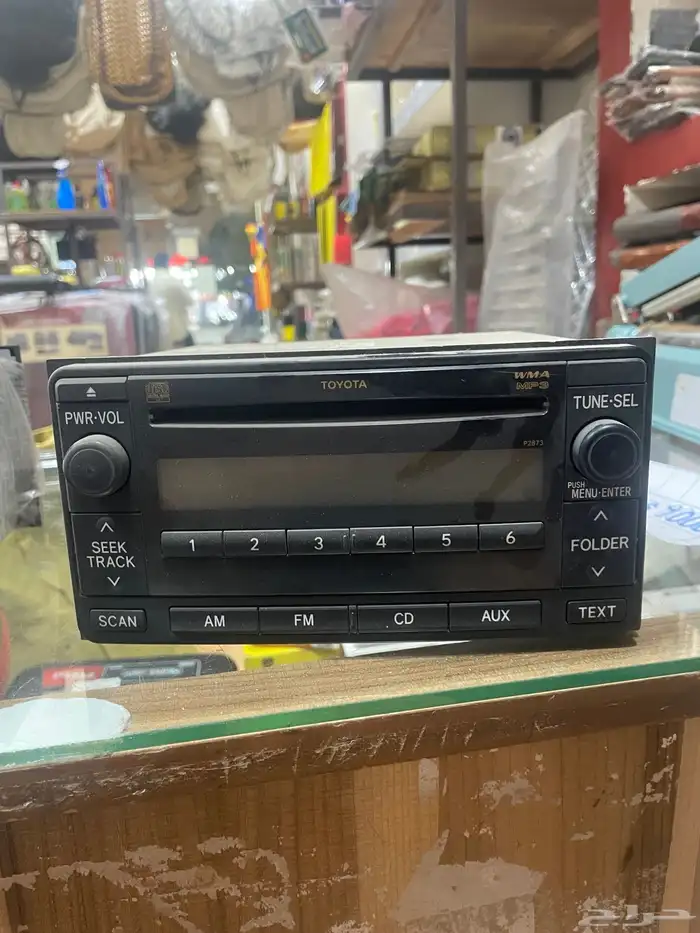 TOYOTA
WMA
MP3
PWR·VOL
TUNE·SEL
P2873
PUSH
MENU·ENTER
SEEK
TRACK
1 2 3 4 5 6
FOLDER
SCAN
AM FM CD AUX
TEXT
حراج